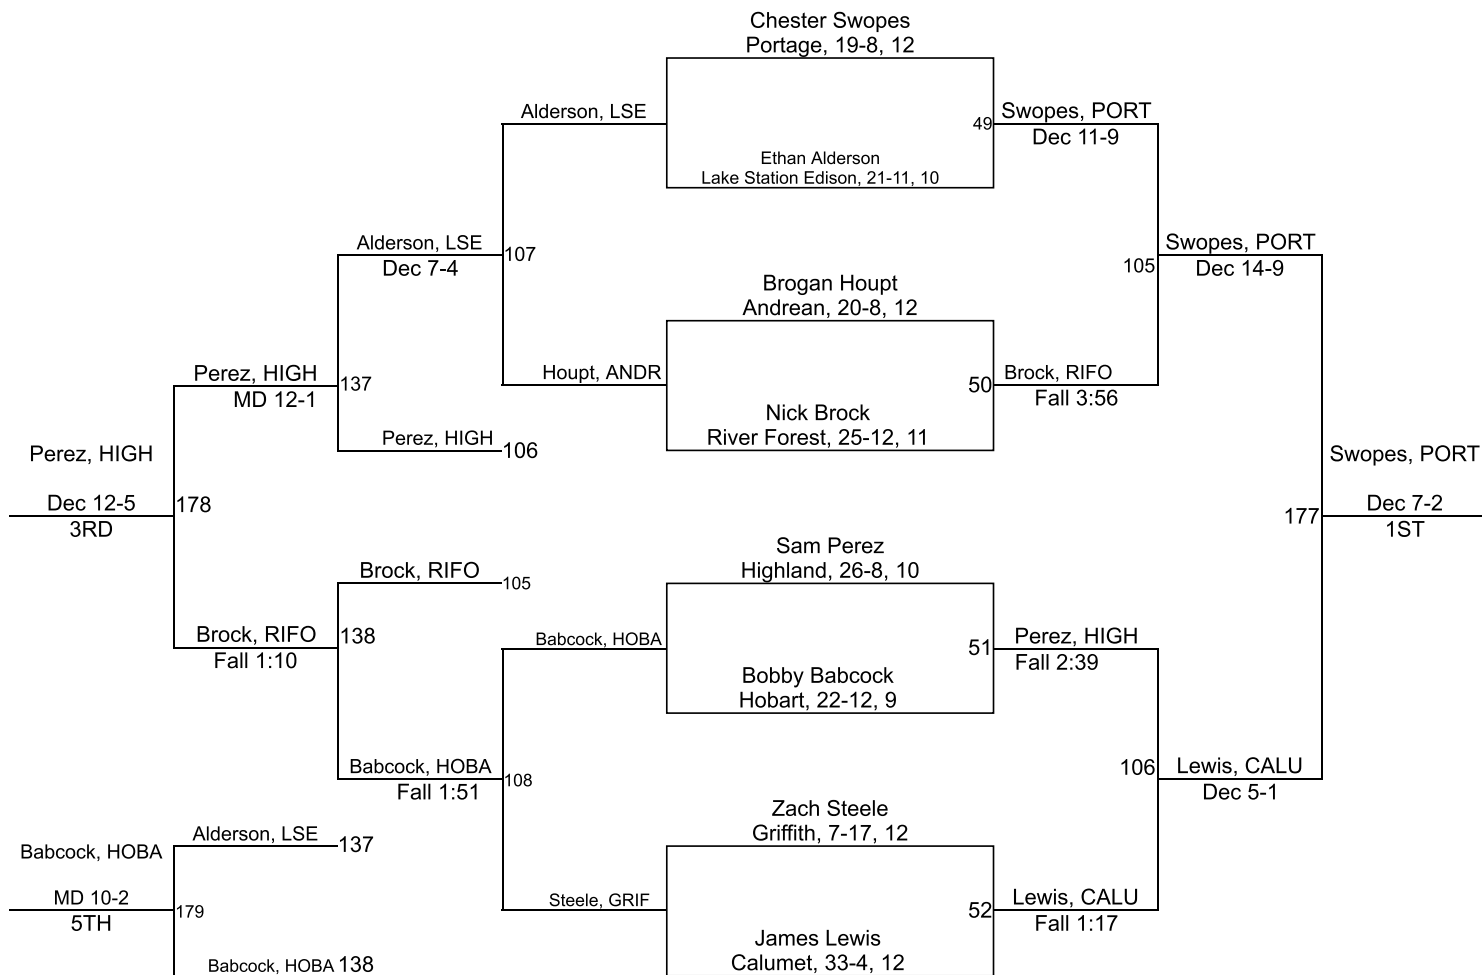 Chester Swopes
Portage, 19-8, 12
Alderson, LSE
49
Swopes, PORT
Dec 11-9
Ethan Alderson
Lake Station Edison, 21-11, 10
Alderson, LSE
Dec 7-4
107
105
Swopes, PORT
Dec 14-9
Brogan Houpt
Andrean, 20-8, 12
Perez, HIGH
MD 12-1
137
Houpt, ANDR
50
Brock, RIFO
Fall 3:56
Nick Brock
River Forest, 25-12, 11
Perez, HIGH
106
Perez, HIGH
Dec 12-5
3RD
178
177
Swopes, PORT
Dec 7-2
1ST
Sam Perez
Highland, 26-8, 10
Brock, RIFO
105
Brock, RIFO
Fall 1:10
138
Babcock, HOBA
51
Perez, HIGH
Fall 2:39
Bobby Babcock
Hobart, 22-12, 9
Babcock, HOBA
Fall 1:51
108
106
Lewis, CALU
Dec 5-1
Zach Steele
Griffith, 7-17, 12
Alderson, LSE
137
Babcock, HOBA
MD 10-2
5TH
179
Steele, GRIF
52
Lewis, CALU
Fall 1:17
James Lewis
Calumet, 33-4, 12
Babcock, HOBA
138